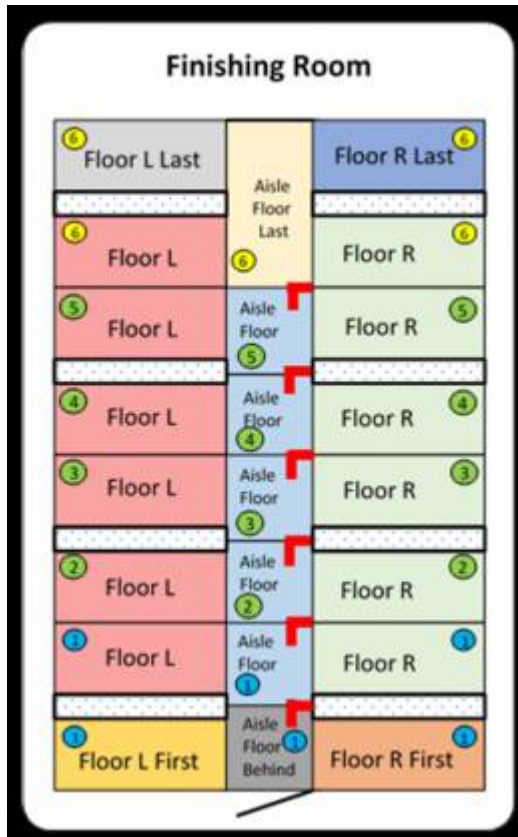 Finishing Room
6
Floor L Last
Aisle
Floor
Last
6
Floor R Last
6
Floor L
6
Floor R
6
5
Floor L
Aisle
Floor
5
Floor R
5
4
Floor L
Aisle
Floor
4
Floor R
4
3
Floor L
Aisle
Floor
3
Floor R
3
2
Floor L
Aisle
Floor
2
Floor R
2
1
Floor L
Aisle
Floor
1
Floor R
1
1
Floor L First
Aisle
Floor
Behind
1
Floor R First
1